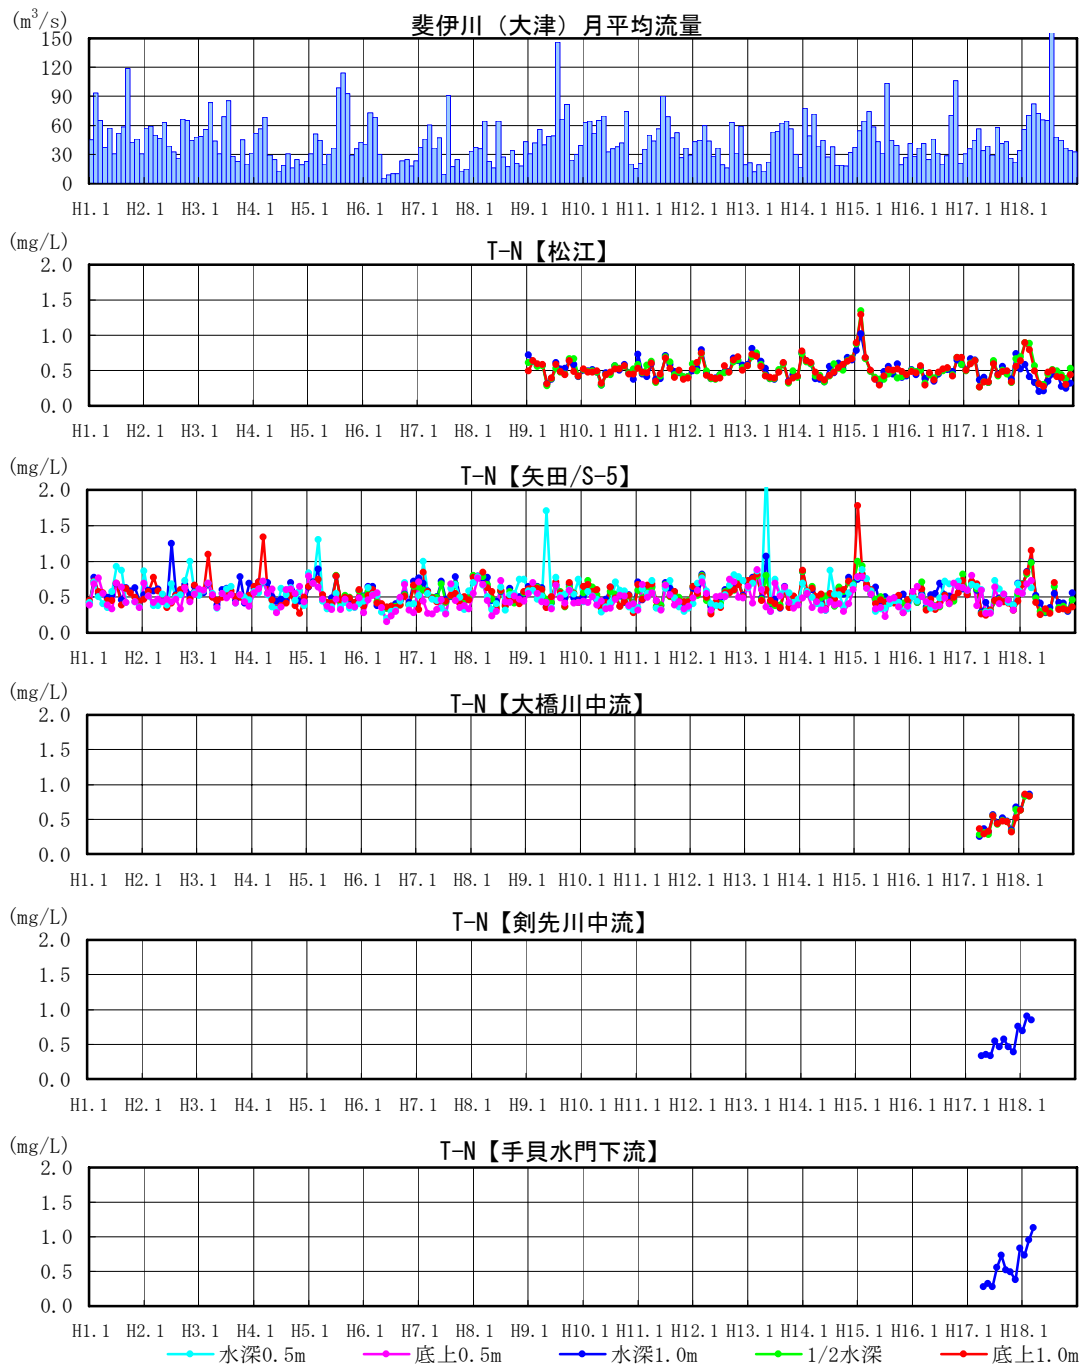 (m³/s) 斐伊川（大津）月平均流量
150
120
90
60
30
0
H1.1 H2.1 H3.1 H4.1 H5.1 H6.1 H7.1 H8.1 H9.1 H10.1 H11.1 H12.1 H13.1 H14.1 H15.1 H16.1 H17.1 H18.1
(mg/L) T-N【松江】
2.0
1.5
1.0
0.5
0.0
H1.1 H2.1 H3.1 H4.1 H5.1 H6.1 H7.1 H8.1 H9.1 H10.1 H11.1 H12.1 H13.1 H14.1 H15.1 H16.1 H17.1 H18.1
(mg/L) T-N【矢田/S-5】
2.0
1.5
1.0
0.5
0.0
H1.1 H2.1 H3.1 H4.1 H5.1 H6.1 H7.1 H8.1 H9.1 H10.1 H11.1 H12.1 H13.1 H14.1 H15.1 H16.1 H17.1 H18.1
(mg/L) T-N【大橋川中流】
2.0
1.5
1.0
0.5
0.0
H1.1 H2.1 H3.1 H4.1 H5.1 H6.1 H7.1 H8.1 H9.1 H10.1 H11.1 H12.1 H13.1 H14.1 H15.1 H16.1 H17.1 H18.1
(mg/L) T-N【剣先川中流】
2.0
1.5
1.0
0.5
0.0
H1.1 H2.1 H3.1 H4.1 H5.1 H6.1 H7.1 H8.1 H9.1 H10.1 H11.1 H12.1 H13.1 H14.1 H15.1 H16.1 H17.1 H18.1
(mg/L) T-N【手貝水門下流】
2.0
1.5
1.0
0.5
0.0
H1.1 H2.1 H3.1 H4.1 H5.1 H6.1 H7.1 H8.1 H9.1 H10.1 H11.1 H12.1 H13.1 H14.1 H15.1 H16.1 H17.1 H18.1
水深0.5m 底上0.5m 水深1.0m 1/2水深 底上1.0m